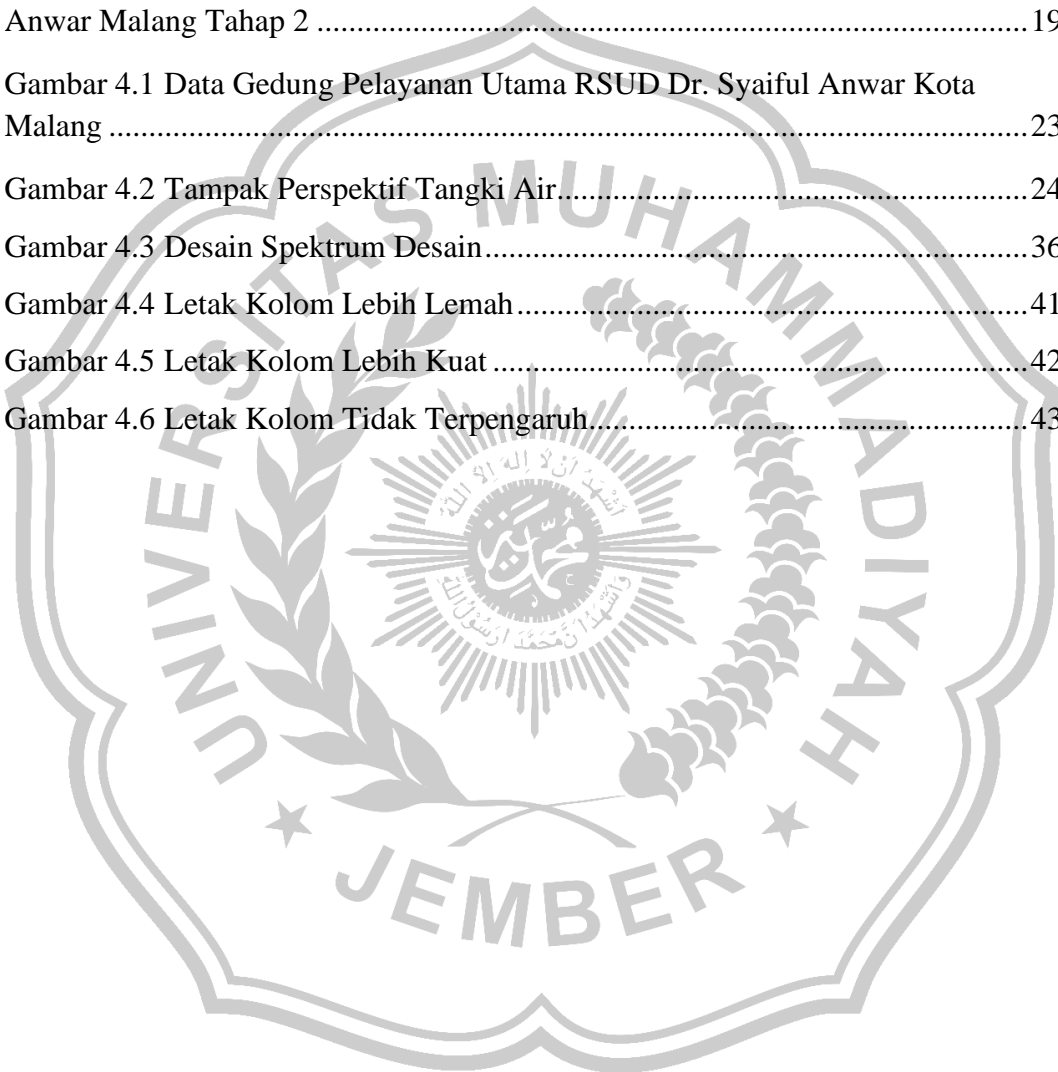 Anwar Malang Tahap 2 ................................................................................ 19
Gambar 4.1 Data Gedung Pelayanan Utama RSUD Dr. Syaiful Anwar Kota
Malang ................................................................................ 23
Gambar 4.2 Tampak Perspektif Tangki Air ................................................................................ 24
Gambar 4.3 Desain Spektrum Desain ................................................................................ 36
Gambar 4.4 Letak Kolom Lebih Lemah ................................................................................ 41
Gambar 4.5 Letak Kolom Lebih Kuat ................................................................................ 42
Gambar 4.6 Letak Kolom Tidak Terpengaruh ................................................................................ 43
UNIVERSITAS MUHAMMADIYAH
JEMBER